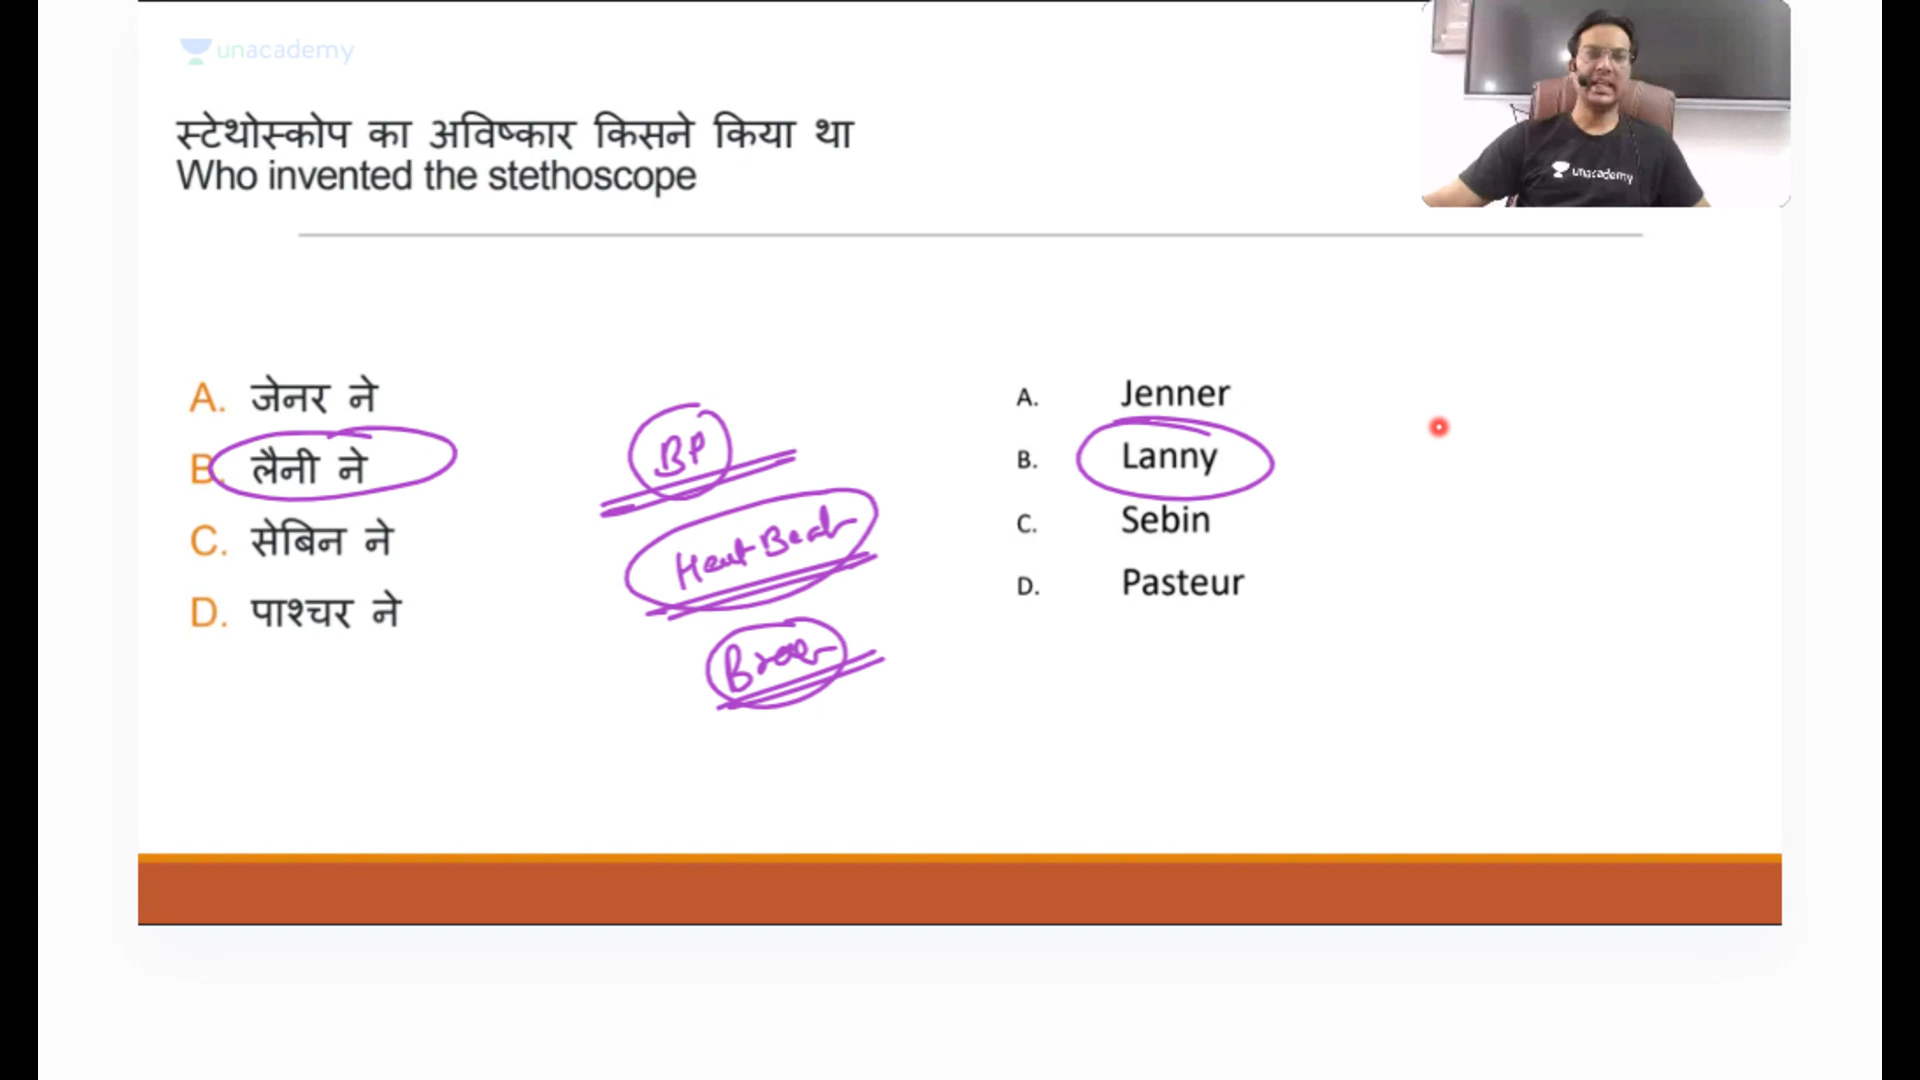 unacademy
स्टेथोस्कोप का अविष्कार किसने किया था
Who invented the stethoscope
unacademy
A. जेनर ने
B. लैनी ने
C. सेबिन ने
D. पाश्चर ने
BP
Heart Beat
A. Jenner
B. Lanny
C. Sebin
D. Pasteur